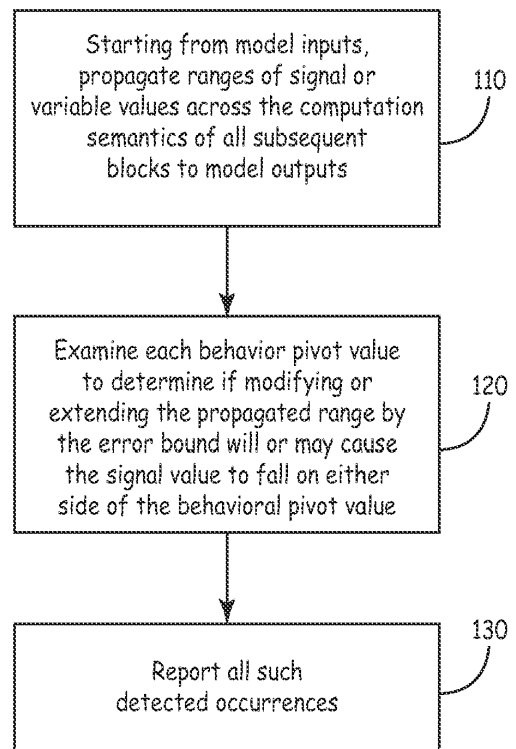 Starting from model inputs,
propagate ranges of signal or
variable values across the computation
semantics of all subsequent
blocks to model outputs
110
Examine each behavior pivot value
to determine if modifying or
extending the propagated range by
the error bound will or may cause
the signal value to fall on either
side of the behavioral pivot value
120
Report all such
detected occurrences
130